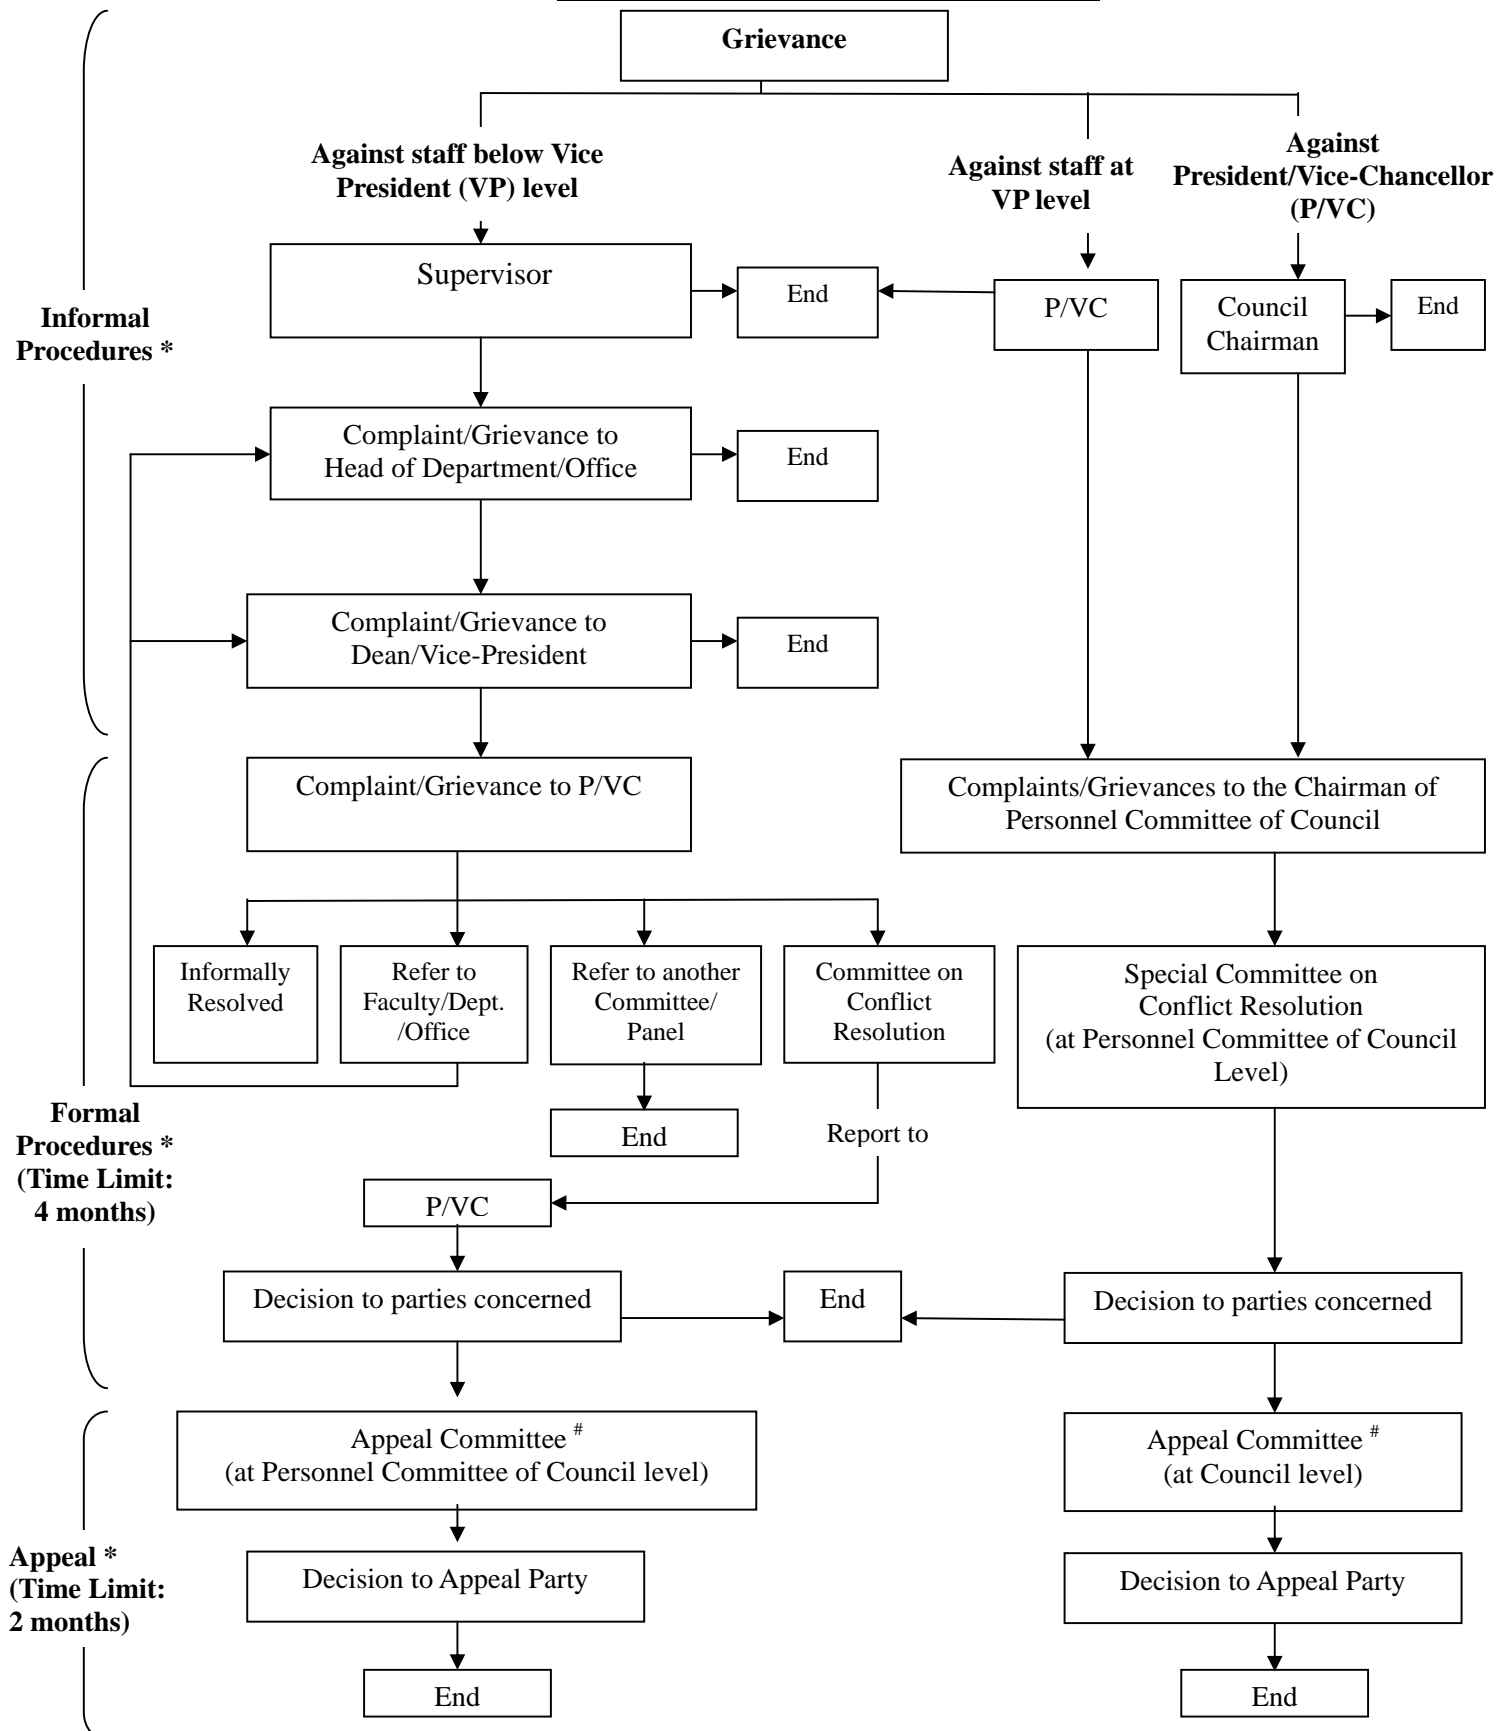 Grievance
Against staff below Vice
President (VP) level
Against staff at
VP level
Against
President/Vice-Chancellor
(P/VC)
Informal
Procedures *
Supervisor
End
P/VC
Council
Chairman
End
Complaint/Grievance to
Head of Department/Office
End
Complaint/Grievance to
Dean/Vice-President
End
Complaint/Grievance to P/VC
Complaints/Grievances to the Chairman of
Personnel Committee of Council
Informally
Resolved
Refer to
Faculty/Dept.
/Office
Refer to another
Committee/
Panel
Committee on
Conflict
Resolution
Special Committee on
Conflict Resolution
(at Personnel Committee of Council
Level)
Formal
Procedures *
(Time Limit:
4 months)
End
Report to
P/VC
Decision to parties concerned
End
Decision to parties concerned
Appeal Committee #
(at Personnel Committee of Council level)
Appeal Committee #
(at Council level)
Appeal *
(Time Limit:
2 months)
Decision to Appeal Party
Decision to Appeal Party
End
End